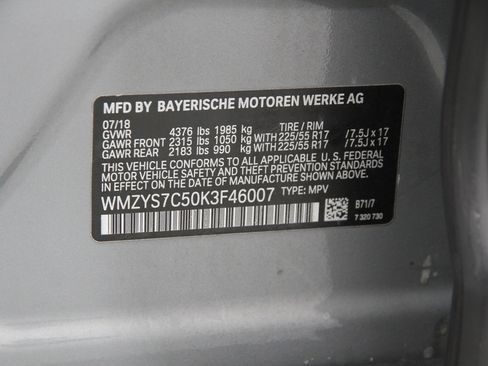 MFD BY BAYERISCHE MOTOREN WERKE AG
07/18 TIRE / RIM
GVWR 4376 lbs 1985 kg
GAWR FRONT 2315 lbs 1050 kg WITH 225/55 R17 /7.5J x 17
GAWR REAR 2183 lbs 990 kg WITH 225/55 R17 /7.5J x 17
THIS VEHICLE CONFORMS TO ALL APPLICABLE U.S. FEDERAL
MOTOR VEHICLE SAFETY, BUMPER, AND THEFT PREVENTION
STANDARDS IN EFFECT ON THE DATE OF MANUFACTURE SHOWN ABOVE.
WMZYS7C50K3F46007 TYPE: MPV
B71/7
7 320 730